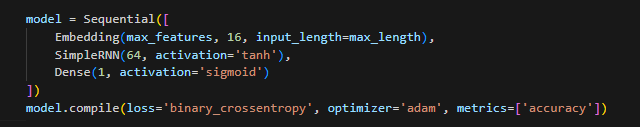 model = Sequential([
    Embedding(max_features, 16, input_length=max_length),
    SimpleRNN(64, activation='tanh'),
    Dense(1, activation='sigmoid')
])
model.compile(loss='binary_crossentropy', optimizer='adam', metrics=['accuracy'])